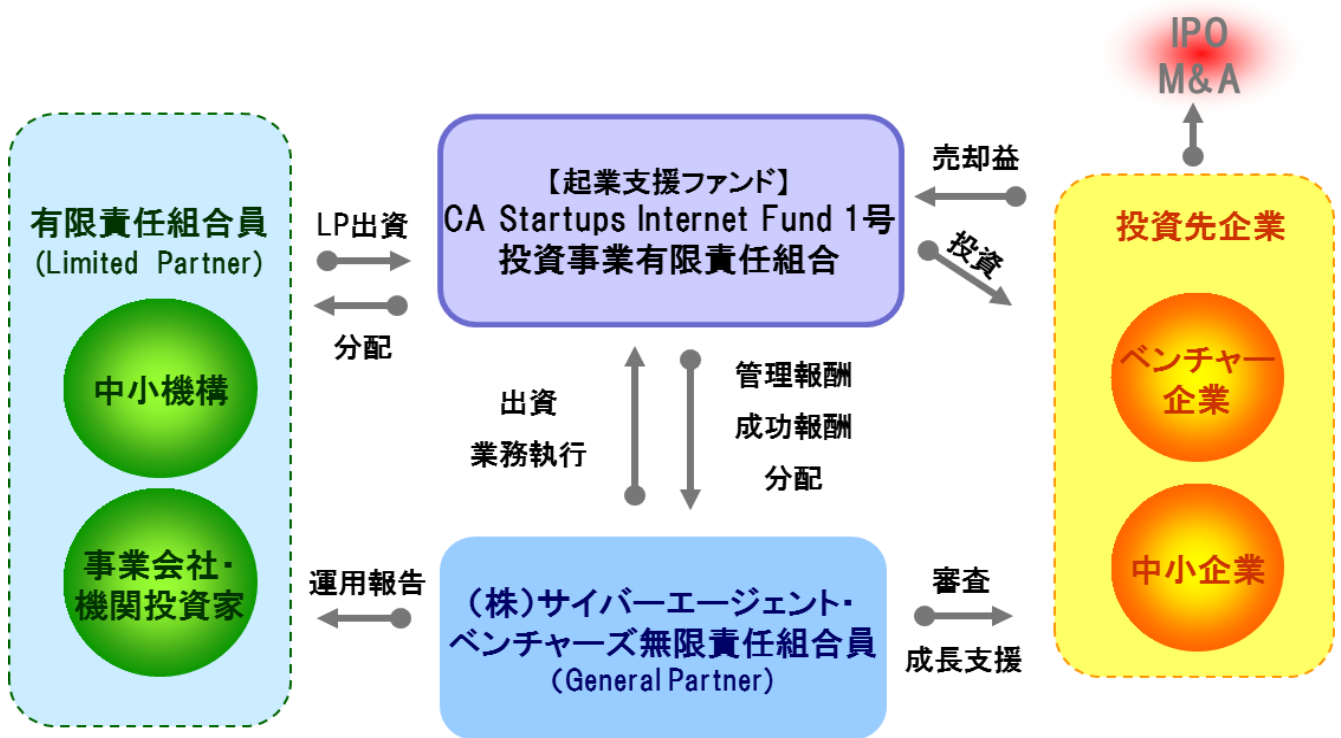 IPO
M&A
有限責任組合員
(Limited Partner)
中小機構
事業会社・
機関投資家
LP出資
分配
運用報告
【起業支援ファンド】
CA Startups Internet Fund 1号
投資事業有限責任組合
出資
業務執行
管理報酬
成功報酬
分配
(株)サイバーエージェント・
ベンチャーズ無限責任組合員
(General Partner)
売却益
投資
審査
成長支援
投資先企業
ベンチャー
企業
中小企業